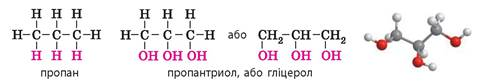 H H H
H—C—C—C—H
H H H
пропан
H H H
H—C—C—C—H
OH OH OH
або
CH₂—CH—CH₂
OH OH OH
пропантриол, або гліцерол